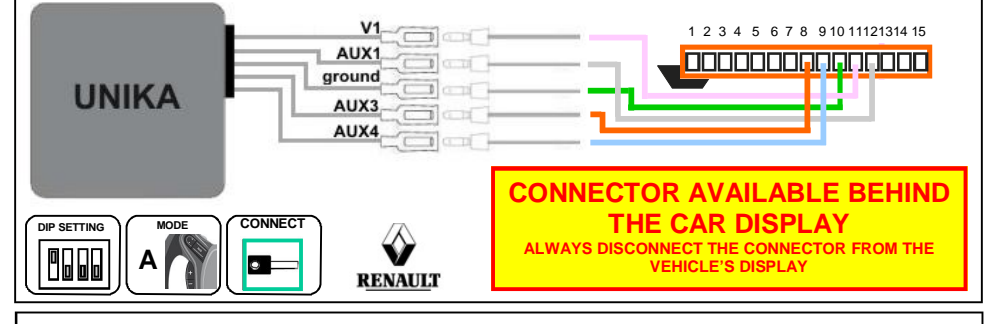 V1
AUX1
ground
AUX3
AUX4
UNIKA
1 2 3 4 5 6 7 8 9 10 11 12 13 14 15
CONNECTOR AVAILABLE BEHIND
THE CAR DISPLAY
ALWAYS DISCONNECT THE CONNECTOR FROM THE
VEHICLE'S DISPLAY
DIP SETTING
MODE
A
CONNECT
RENAULT